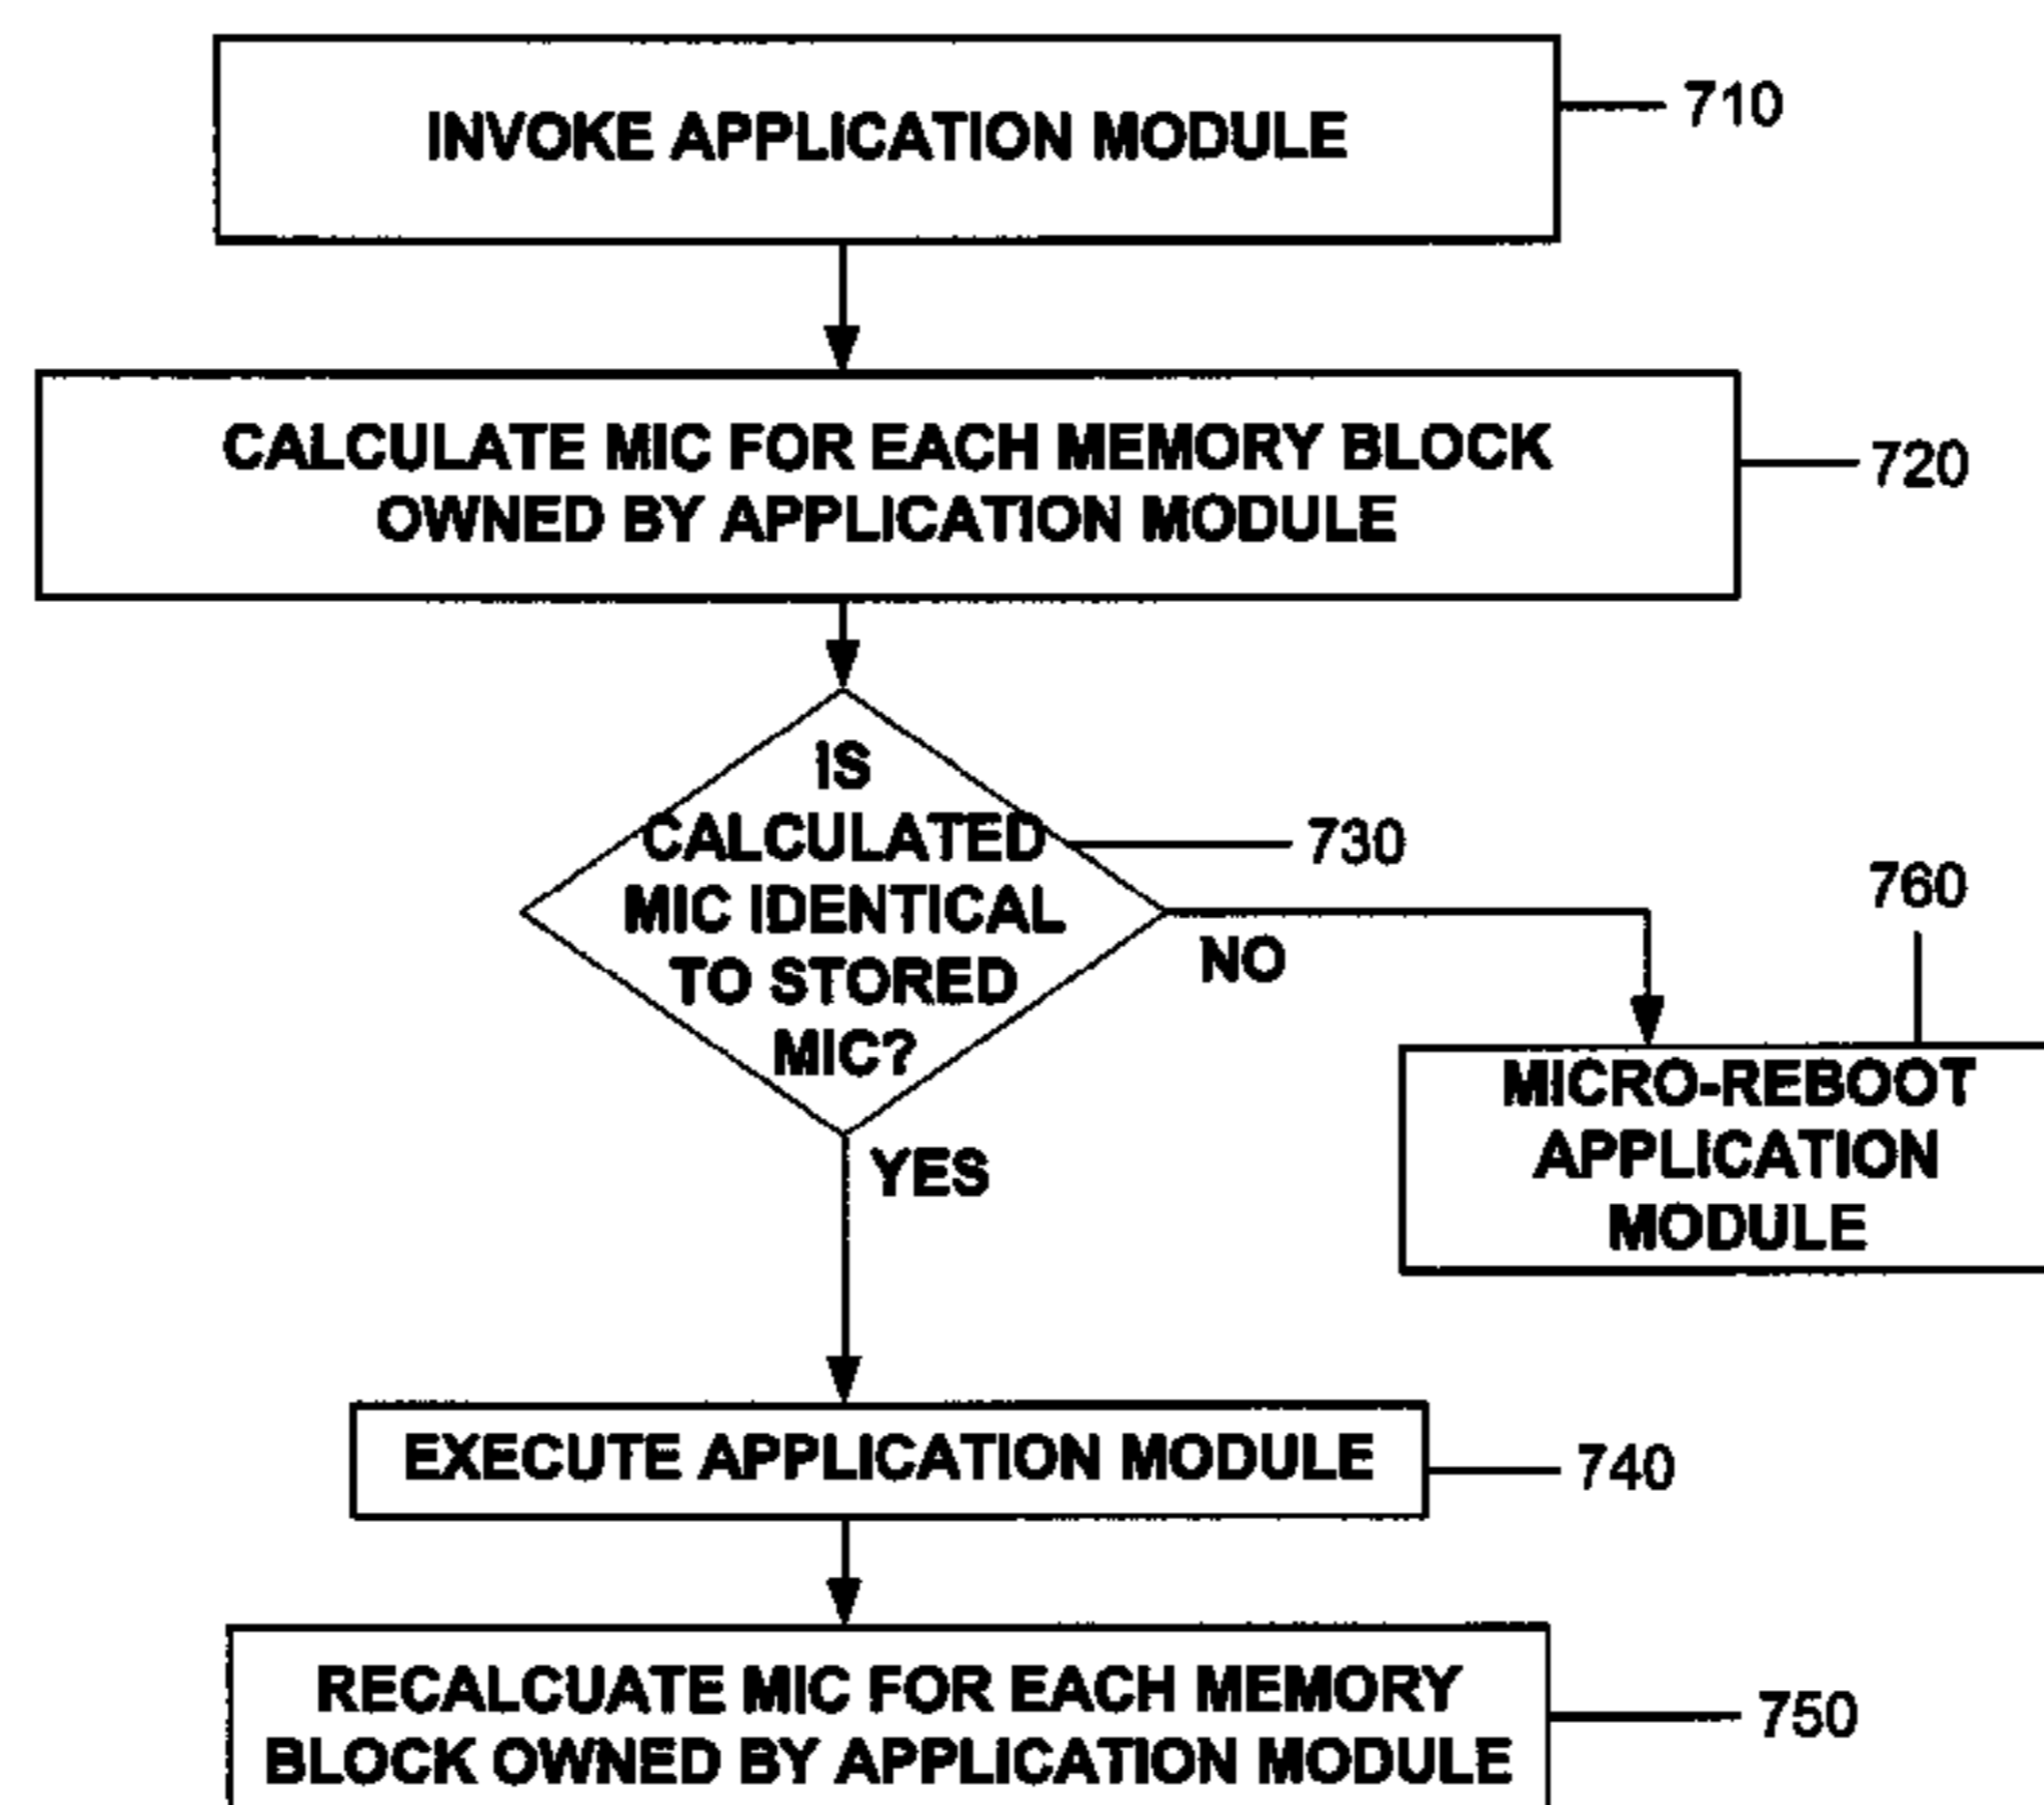 INVOKE APPLICATION MODULE
710
CALCULATE MIC FOR EACH MEMORY BLOCK
OWNED BY APPLICATION MODULE
720
IS
CALCULATED
MIC IDENTICAL
TO STORED
MIC?
730
NO
760
MICRO-REBOOT
APPLICATION
MODULE
YES
EXECUTE APPLICATION MODULE
740
RECALCUATE MIC FOR EACH MEMORY
BLOCK OWNED BY APPLICATION MODULE
750